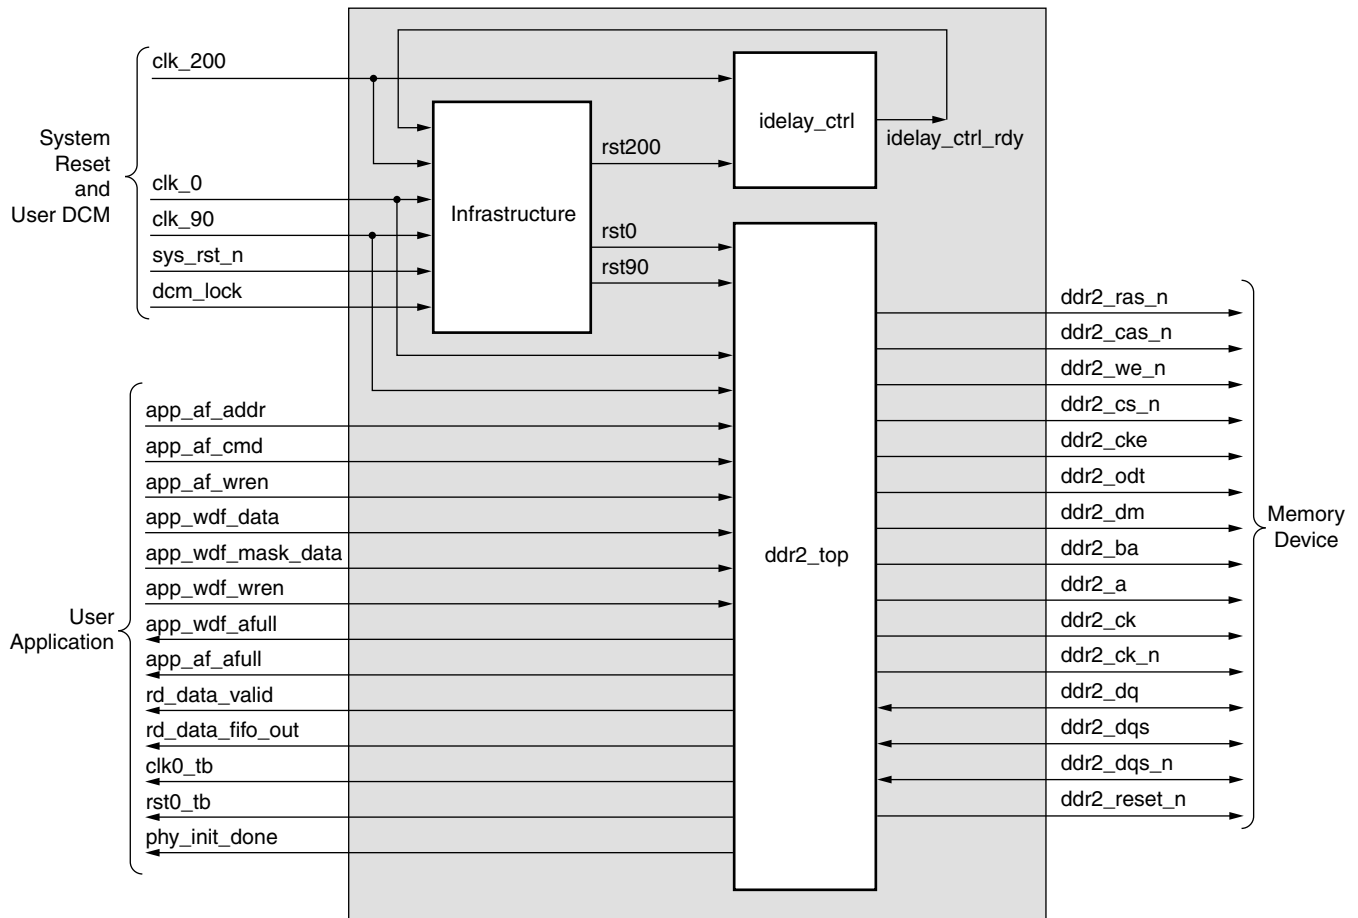 clk_200
System
Reset
and
User DCM
clk_0
clk_90
sys_rst_n
dcm_lock
Infrastructure
rst200
rst0
rst90
idelay_ctrl
idelay_ctrl_rdy
User
Application
app_af_addr
app_af_cmd
app_af_wren
app_wdf_data
app_wdf_mask_data
app_wdf_wren
app_wdf_afull
app_af_afull
rd_data_valid
rd_data_fifo_out
clk0_tb
rst0_tb
phy_init_done
ddr2_top
ddr2_ras_n
ddr2_cas_n
ddr2_we_n
ddr2_cs_n
ddr2_cke
ddr2_odt
ddr2_dm
ddr2_ba
ddr2_a
ddr2_ck
ddr2_ck_n
ddr2_dq
ddr2_dqs
ddr2_dqs_n
ddr2_reset_n
Memory
Device